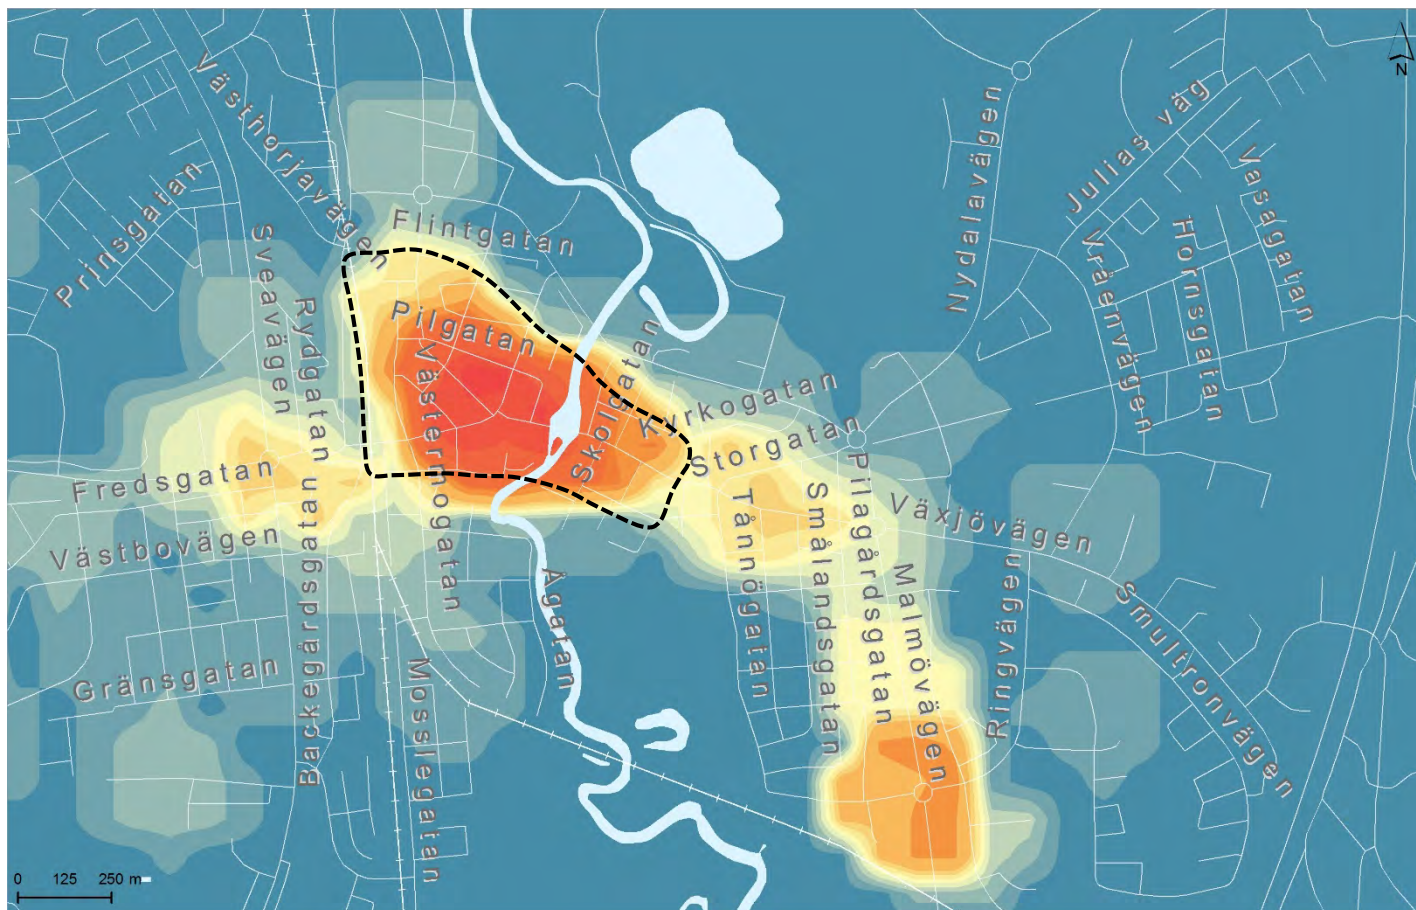 N
Västhorjavägen
Prinsgatan
Flintgatan
Sveavägen
Rydgatan
Pilgatan
Västermogatan
Skolgatan
Kyrkogatan
Storgatan
Nydalavägen
Julias väg
Vasagatan
Hornsgatan
Vråenvägen
Fredsgatan
Västbovägen
Backegårdsgatan
Gränsgatan
Mosslegatan
Ågatan
Tånnögatan
Smålandsgatan
Pilagårdsgatan
Malmövägen
Växjövägen
Ringvägen
Smultronvägen
0 125 250 m